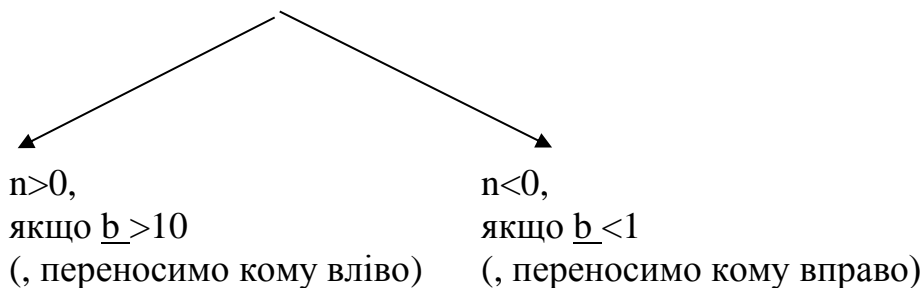 n>0,
якщо b >10
(, переносимо кому вліво)
n<0,
якщо b <1
(, переносимо кому вправо)